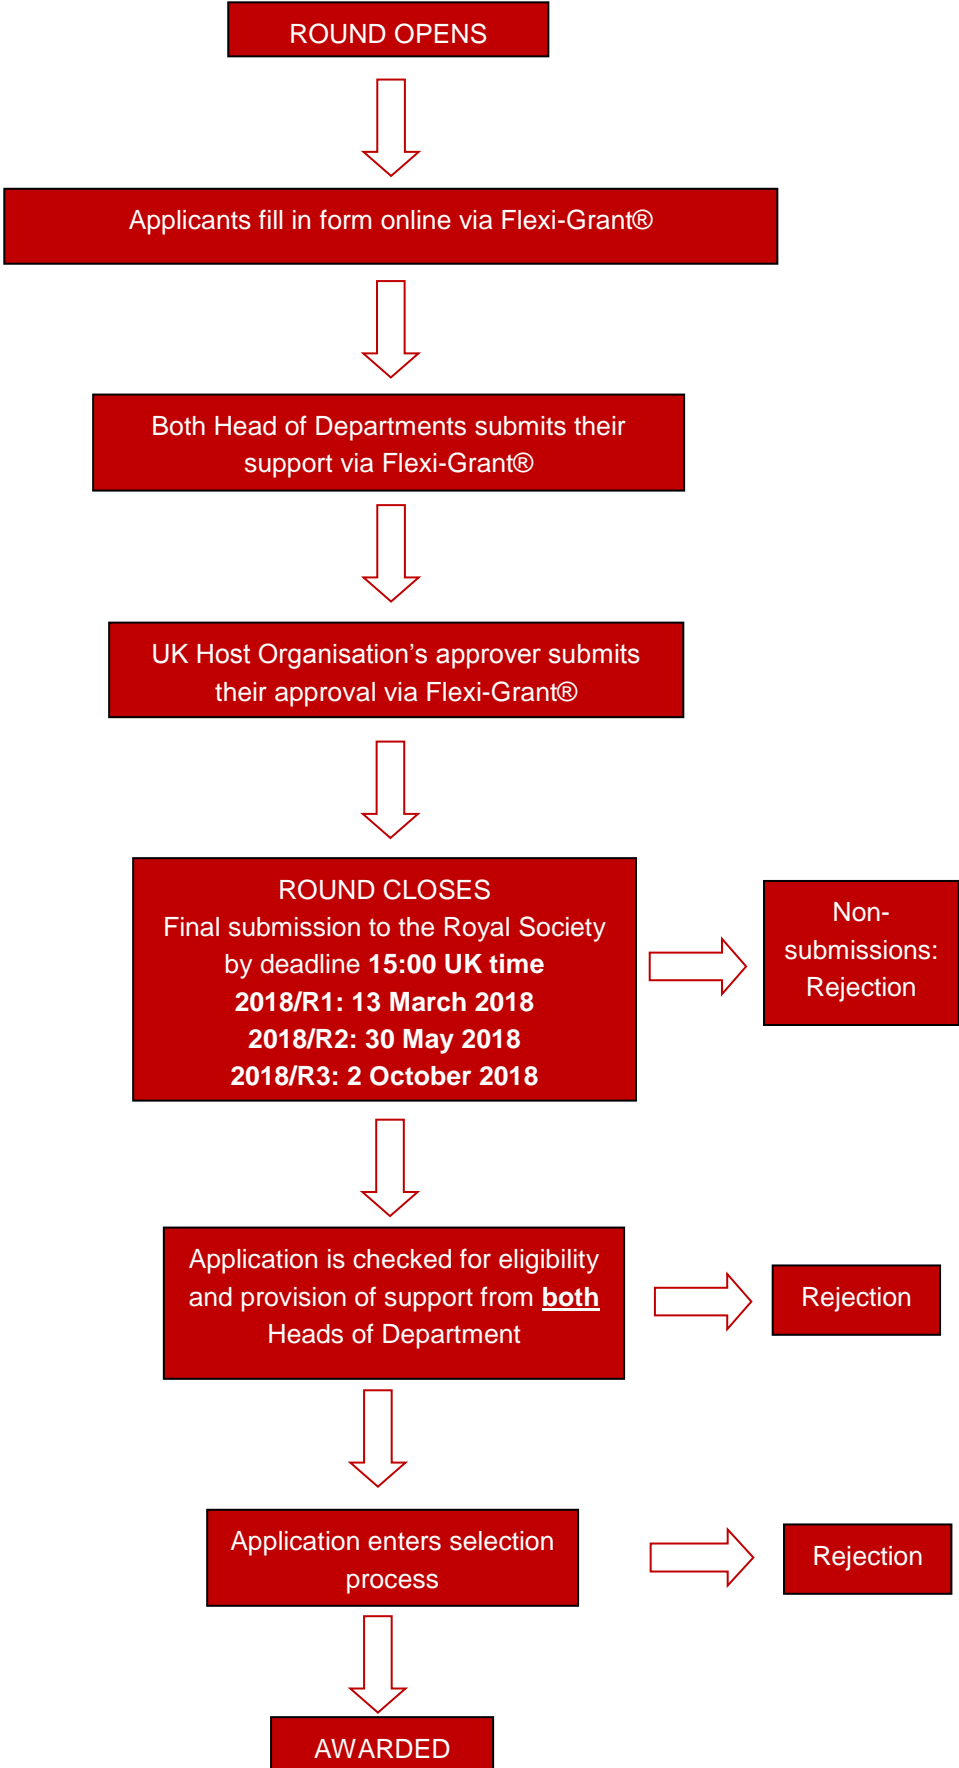 ROUND OPENS
Applicants fill in form online via Flexi-Grant®
Both Head of Departments submits their
support via Flexi-Grant®
UK Host Organisation’s approver submits
their approval via Flexi-Grant®
ROUND CLOSES
Final submission to the Royal Society
by deadline 15:00 UK time
2018/R1: 13 March 2018
2018/R2: 30 May 2018
2018/R3: 2 October 2018
Non-
submissions:
Rejection
Application is checked for eligibility
and provision of support from both
Heads of Department
Rejection
Application enters selection
process
Rejection
AWARDED